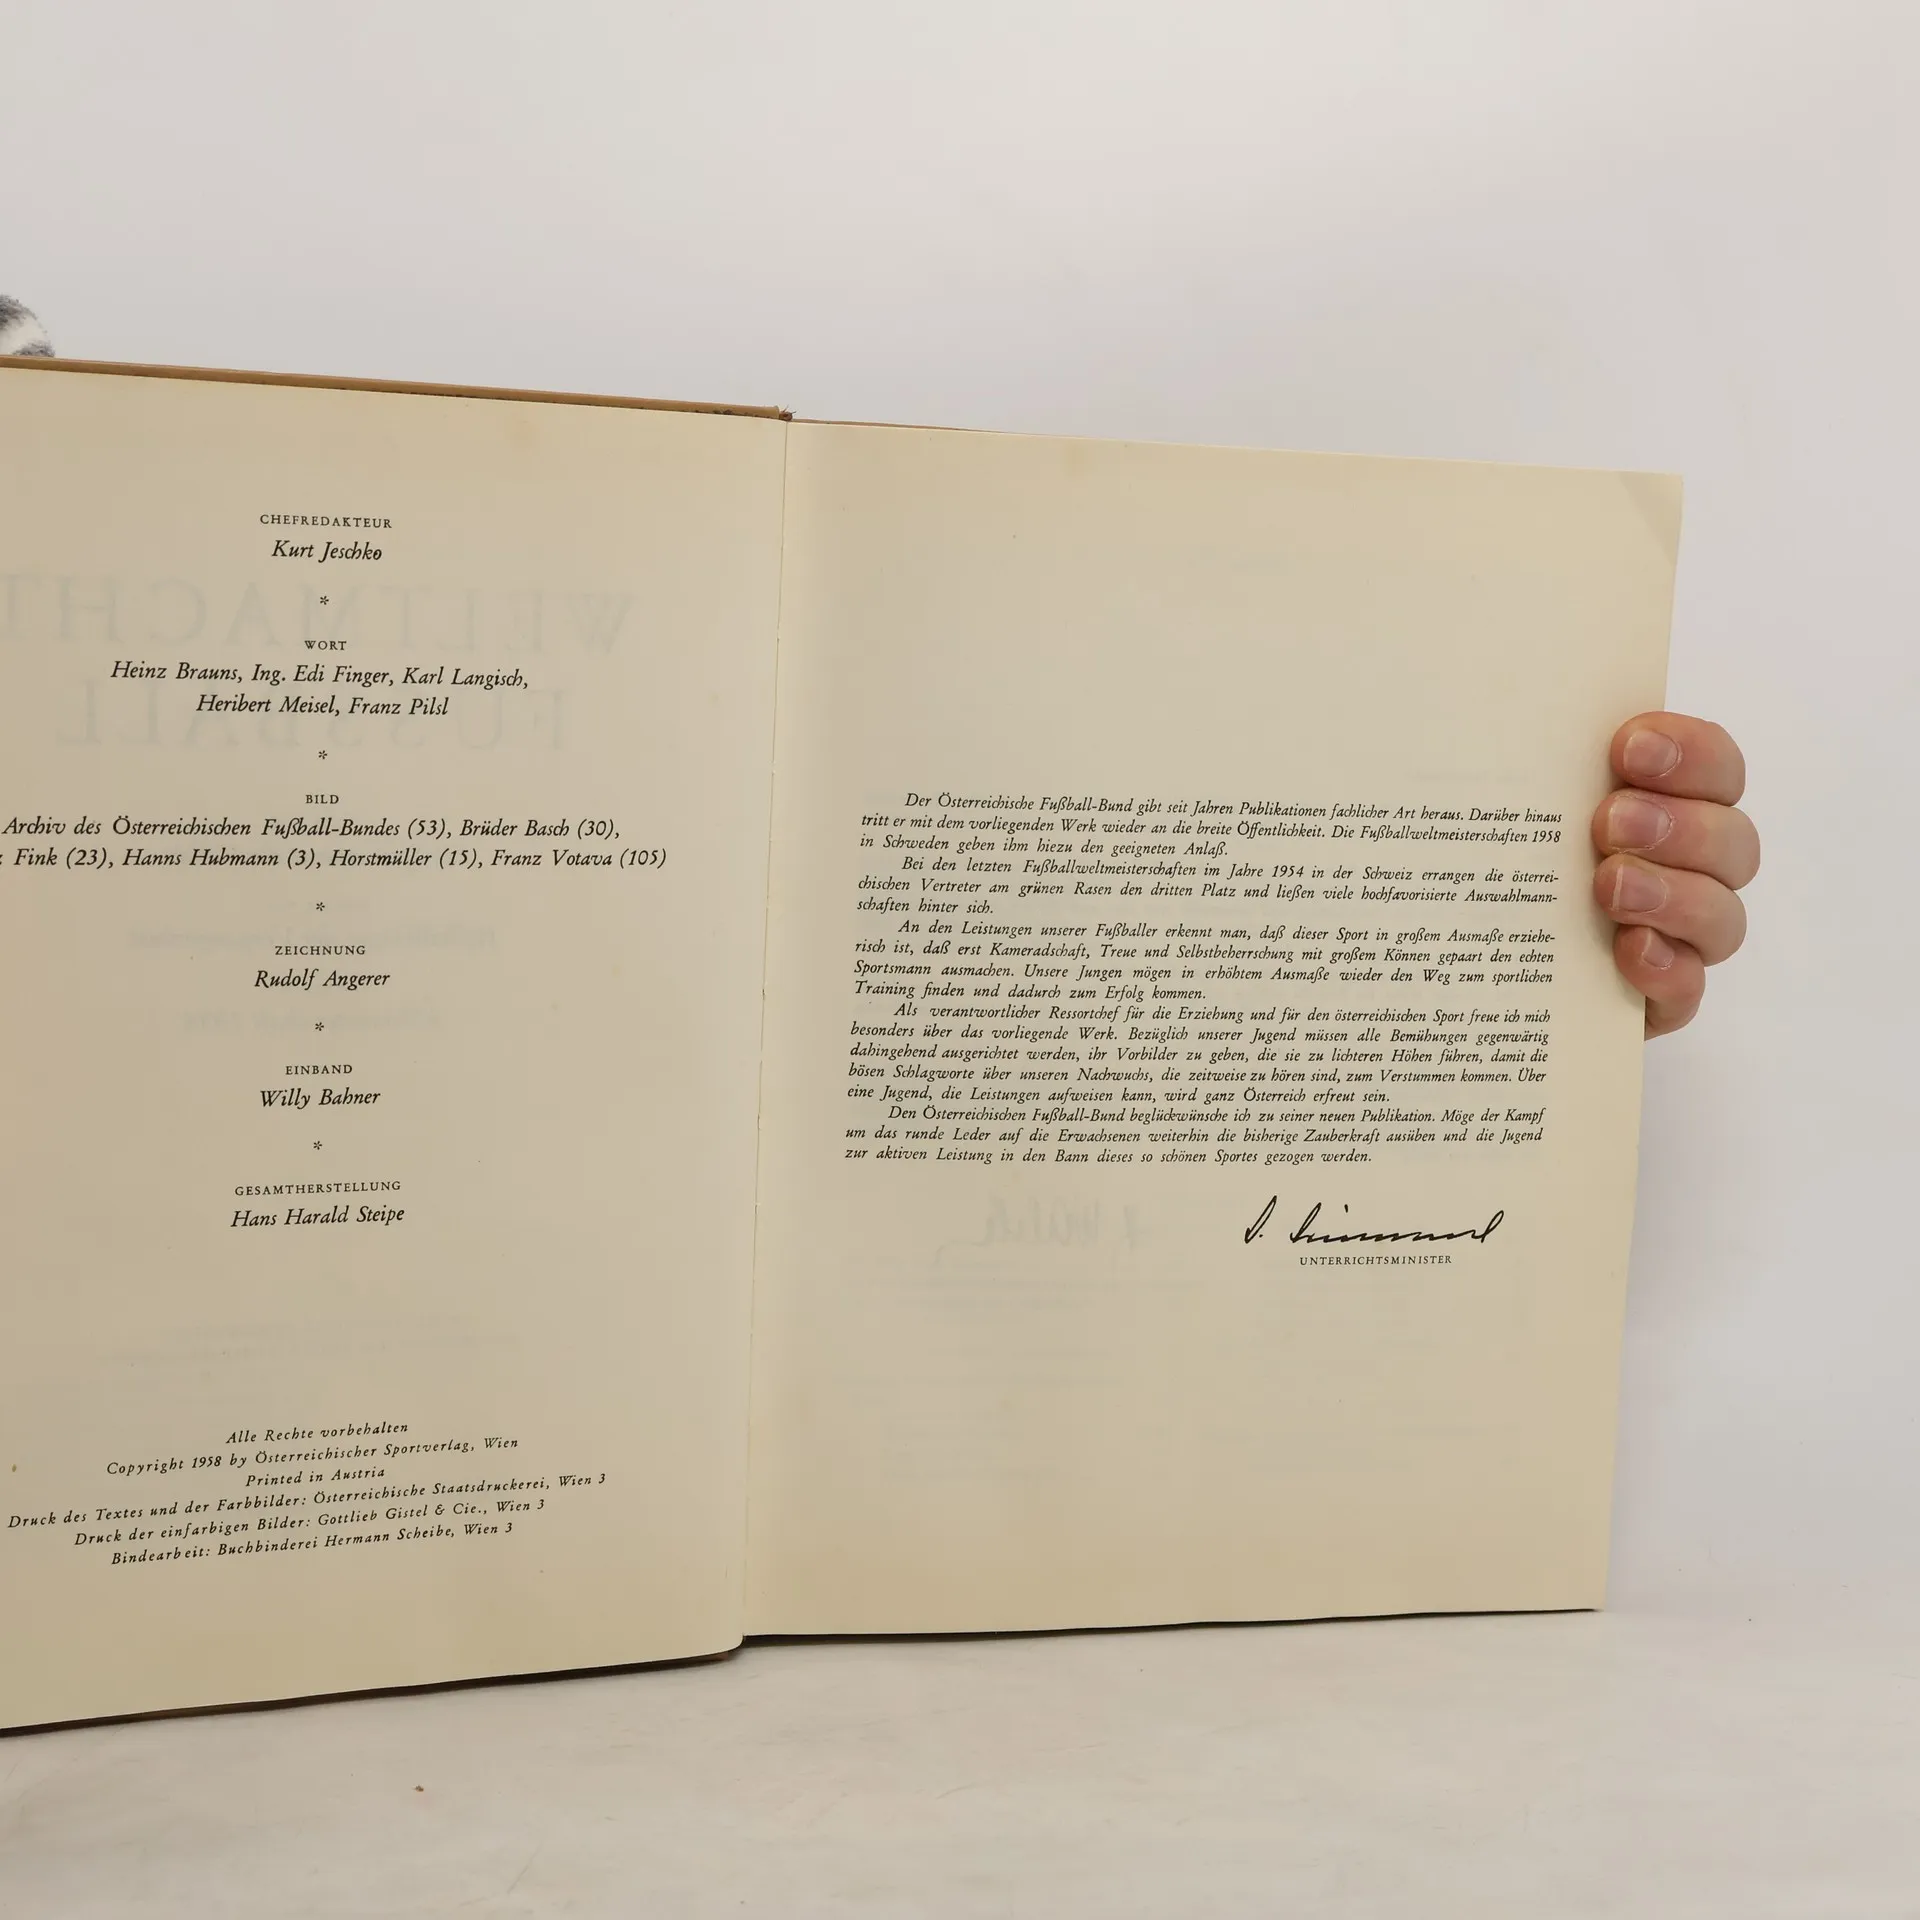 CHEFREDAKTEUR
Kurt Jeschko
*
WORT
Heinz Brauns, Ing. Edi Finger, Karl Langisch,
Heribert Meisel, Franz Pilsl
*
BILD
Archiv des Österreichischen Fußball-Bundes (53), Brüder Basch (30),
Fink (23), Hanns Hubmann (3), Horstmüller (15), Franz Votava (105)
*
ZEICHNUNG
Rudolf Angerer
*
EINBAND
Willy Bahner
*
GESAMTHERSTELLUNG
Hans Harald Steipe
Alle Rechte vorbehalten
Copyright 1958 by Österreichischer Sportverlag, Wien
Printed in Austria
Druck des Textes und der Farbbilder: Österreichische Staatsdruckerei, Wien 3
Druck der einfarbigen Bilder: Gottlieb Gistel & Cie., Wien 3
Bindearbeit: Buchbinderei Hermann Scheibe, Wien 3
Der Österreichische Fußball-Bund gibt seit Jahren Publikationen fachlicher Art heraus. Darüber hinaus
tritt er mit dem vorliegenden Werk wieder an die breite Öffentlichkeit. Die Fußballweltmeisterschaften 1958
in Schweden geben ihm hiezu den geeigneten Anlaß.
Bei den letzten Fußballweltmeisterschaften im Jahre 1954 in der Schweiz errangen die österrei-
chischen Vertreter am grünen Rasen den dritten Platz und ließen viele hochfavorisierte Auswahlmann-
schaften hinter sich.
An den Leistungen unserer Fußballer erkennt man, daß dieser Sport in großem Ausmaße erziehe-
risch ist, daß erst Kameradschaft, Treue und Selbstbeherrschung mit großem Können gepaart den echten
Sportsmann ausmachen. Unsere Jungen mögen in erhöhtem Ausmaße wieder den Weg zum sportlichen
Training finden und dadurch zum Erfolg kommen.
Als verantwortlicher Ressortchef für die Erziehung und für den österreichischen Sport freue ich mich
besonders über das vorliegende Werk. Bezüglich unserer Jugend müssen alle Bemühungen gegenwärtig
dahingehend ausgerichtet werden, ihr Vorbilder zu geben, die sie zu lichteren Höhen führen, damit die
bösen Schlagworte über unseren Nachwuchs, die zeitweise zu hören sind, zum Verstummen kommen. Über
eine Jugend, die Leistungen aufweisen kann, wird ganz Österreich erfreut sein.
Den Österreichischen Fußball-Bund beglückwünsche ich zu seiner neuen Publikation. Möge der Kampf
um das runde Leder auf die Erwachsenen weiterhin die bisherige Zauberkraft ausüben und die Jugend
zur aktiven Leistung in den Bann dieses so schönen Sportes gezogen werden.
UNTERRICHTSMINISTER